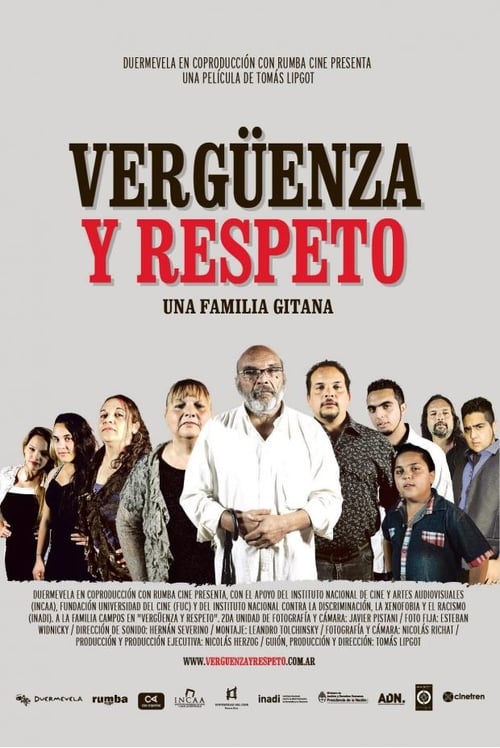 DUERMEVELA EN COPRODUCCIÓN CON RUMBA CINE PRESENTA
UNA PELÍCULA DE TOMÁS LIPGOT
VERGÜENZA
Y RESPETO
UNA FAMILIA GITANA
DUERMEVELA EN COPRODUCCIÓN CON RUMBA CINE PRESENTA, CON EL APOYO DEL INSTITUTO NACIONAL DE CINE Y ARTES AUDIOVISUALES
(INCAA), FUNDACIÓN UNIVERSIDAD DEL CINE (FUC) Y DEL INSTITUTO NACIONAL CONTRA LA DISCRIMINACIÓN, LA XENOFOBIA Y EL RACISMO
(INADI). A LA FAMILIA CAMPOS EN "VERGÜENZA Y RESPETO". 2DA UNIDAD DE FOTOGRAFÍA Y CÁMARA: JAVIER PISTANI / FOTO FIJA: ESTEBAN
WIDNICKY / DIRECCIÓN DE SONIDO: HERNÁN SEVERINO / MONTAJE: LEANDRO TOLCHINSKY / FOTOGRAFÍA Y CÁMARA: NICOLÁS RICHAT /
PRODUCCIÓN Y PRODUCCIÓN EJECUTIVA: NICOLÁS HERZOG / GUIÓN, PRODUCCIÓN Y DIRECCIÓN: TOMÁS LIPGOT
WWW.VERGUENZAYRESPETO.COM.AR
DUERMEVELA rumba INCAA inadi Presidencia de la Nación ADN. cinetren